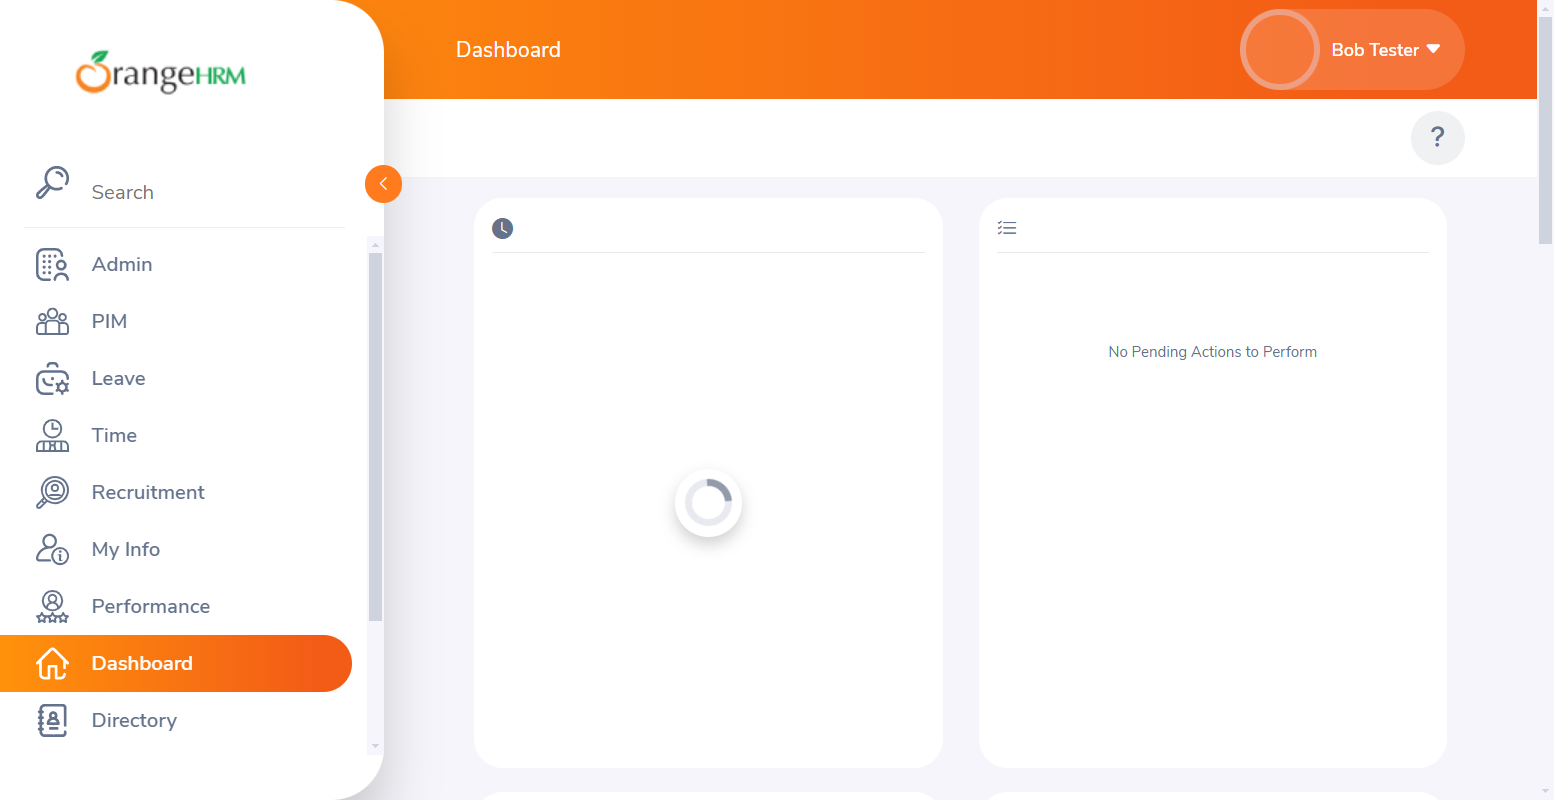 OrangeHRM
Dashboard
Bob Tester
?
Search
Admin
PIM
Leave
Time
Recruitment
My Info
Performance
Dashboard
Directory
No Pending Actions to Perform